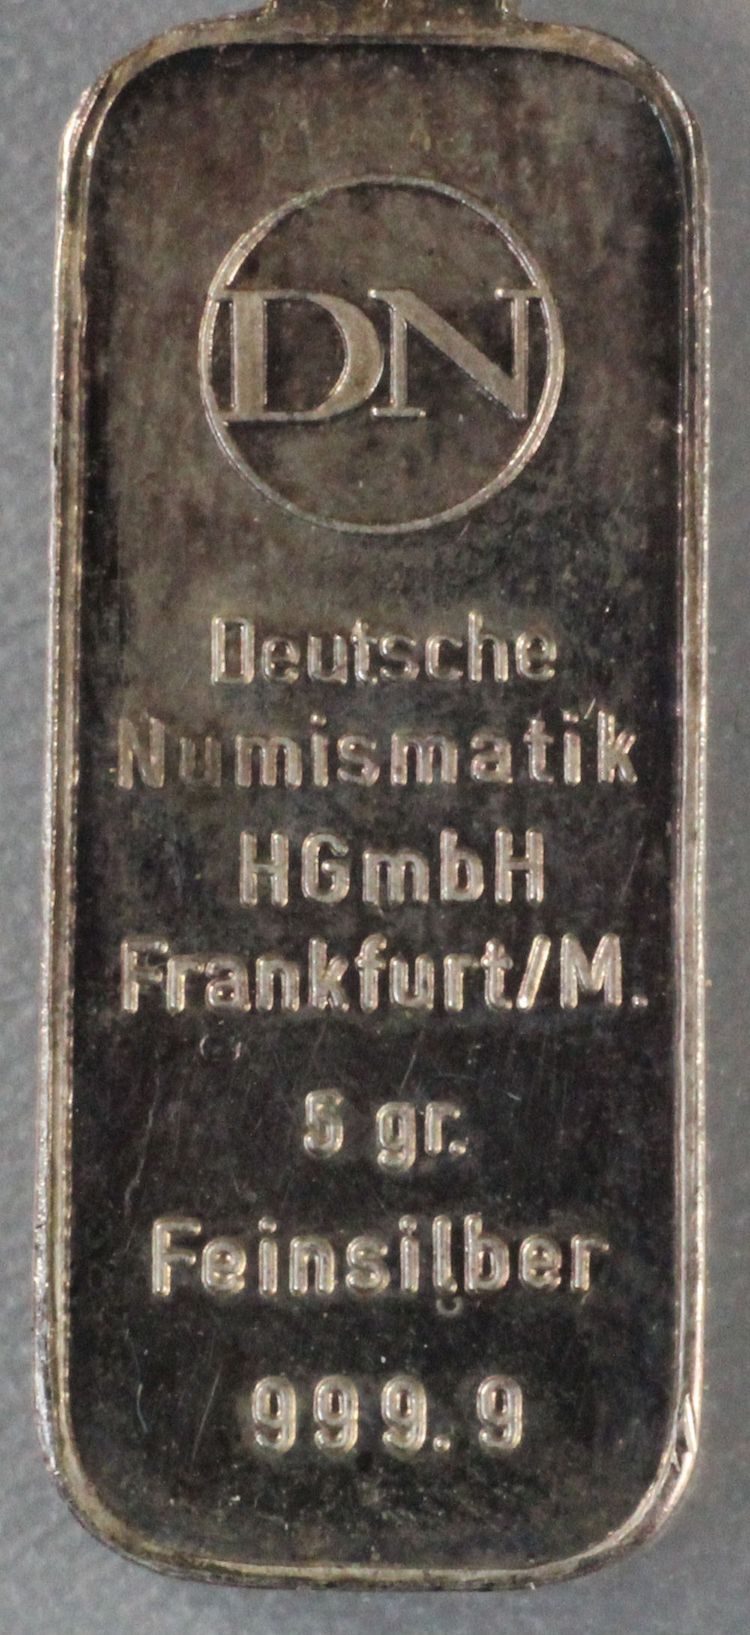 DN
Deutsche
Numismatik
HGmbH
Frankfurt/M.
5 gr.
Feinsilber
999.9